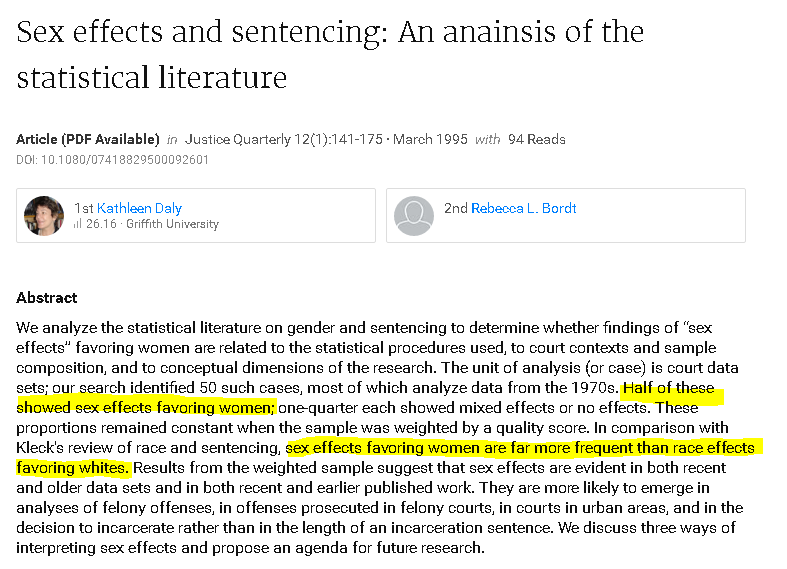 Sex effects and sentencing: An anainsis of the
statistical literature
Article (PDF Available) in Justice Quarterly 12(1):141-175 · March 1995 with 94 Reads
DOI: 10.1080/07418829500092601
1st Kathleen Daly
26.16 · Griffith University
2nd Rebecca L. Bordt
Abstract
We analyze the statistical literature on gender and sentencing to determine whether findings of “sex
effects” favoring women are related to the statistical procedures used, to court contexts and sample
composition, and to conceptual dimensions of the research. The unit of analysis (or case) is court data
sets; our search identified 50 such cases, most of which analyze data from the 1970s. Half of these
showed sex effects favoring women; one-quarter each showed mixed effects or no effects. These
proportions remained constant when the sample was weighted by a quality score. In comparison with
Kleck's review of race and sentencing, sex effects favoring women are far more frequent than race effects
favoring whites. Results from the weighted sample suggest that sex effects are evident in both recent
and older data sets and in both recent and earlier published work. They are more likely to emerge in
analyses of felony offenses, in offenses prosecuted in felony courts, in courts in urban areas, and in the
decision to incarcerate rather than in the length of an incarceration sentence. We discuss three ways of
interpreting sex effects and propose an agenda for future research.